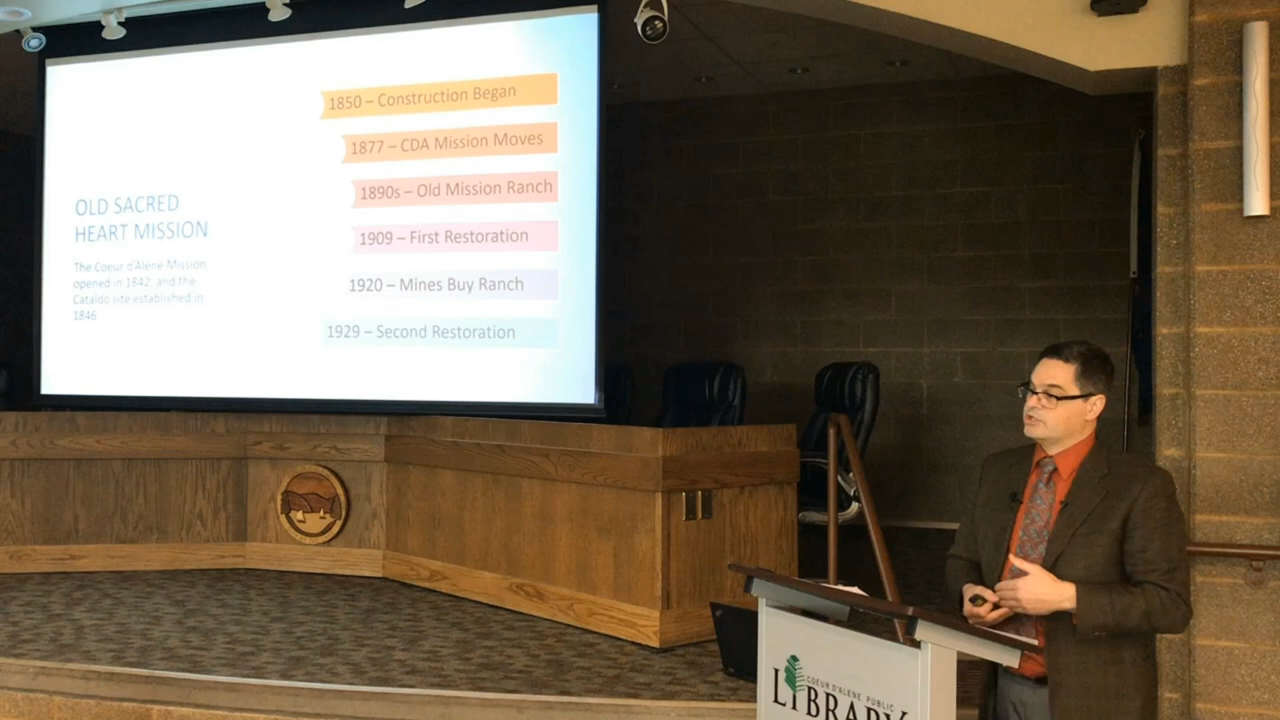 OLD SACRED
HEART MISSION
The Coeur d'Alene Mission
opened in 1842, and the
Cataldo site established in
1846
1850 – Construction Began
1877 – CDA Mission Moves
1890s – Old Mission Ranch
1909 – First Restoration
1920 – Mines Buy Ranch
1929 – Second Restoration
COEUR D'ALENE PUBLIC
LIBRARY